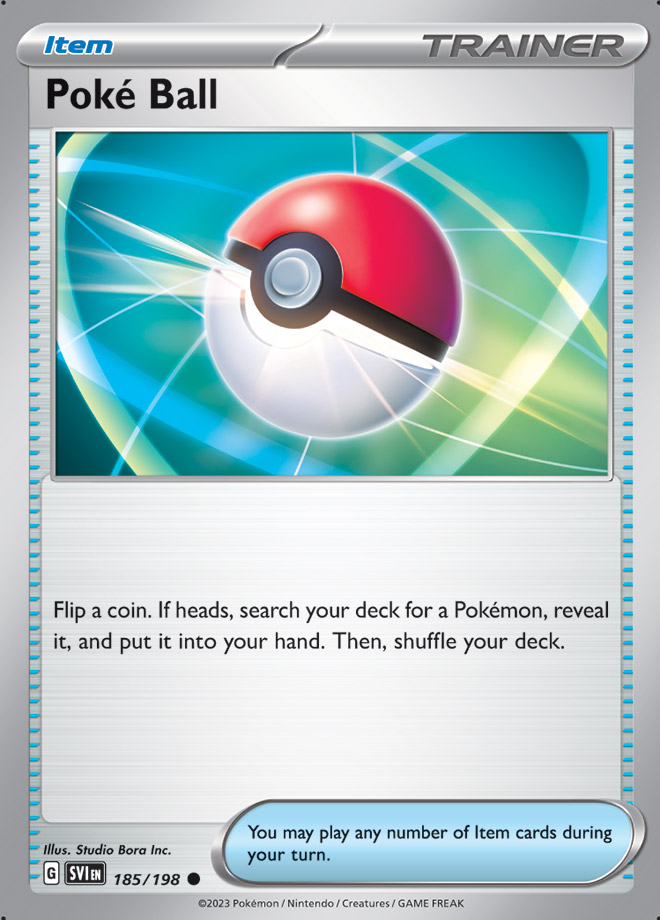 Item
TRAINER
Poké Ball
Flip a coin. If heads, search your deck for a Pokémon, reveal
it, and put it into your hand. Then, shuffle your deck.
You may play any number of Item cards during
your turn.
Illus. Studio Bora Inc.
G SVI EN 185/198
©2023 Pokémon / Nintendo / Creatures / GAME FREAK